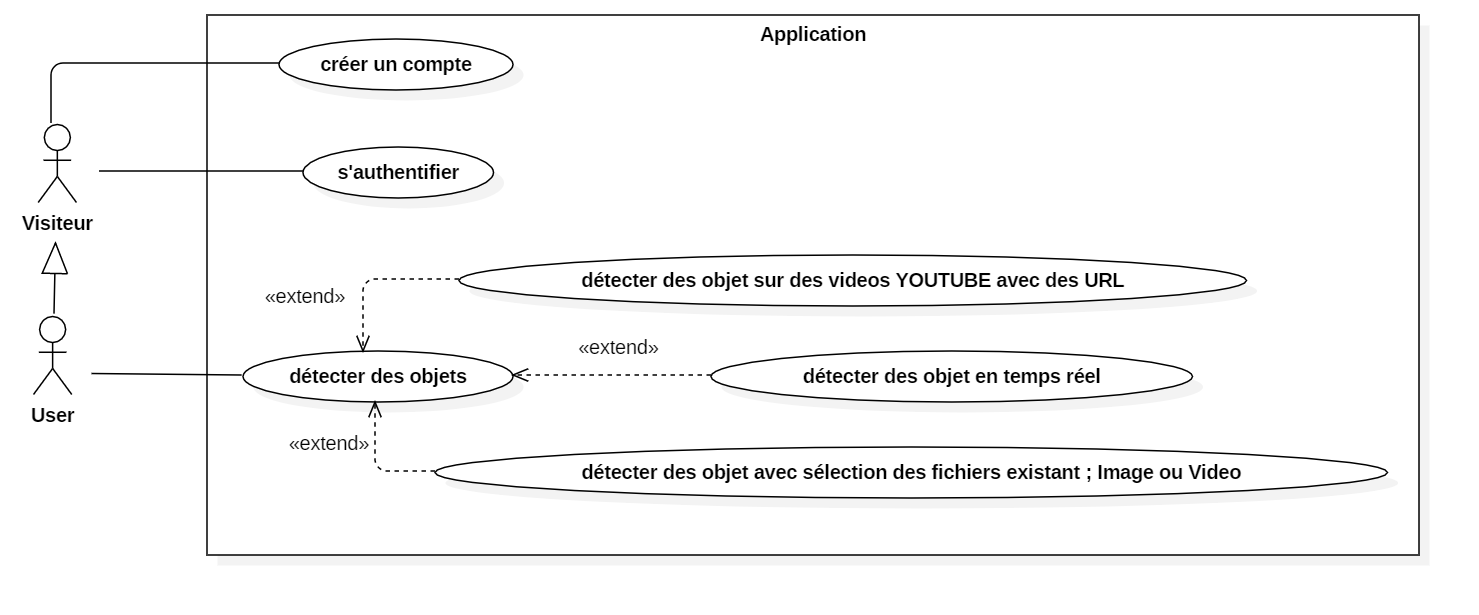 Application
créer un compte
s'authentifier
Visiteur
détecter des objet sur des videos YOUTUBE avec des URL
«extend»
«extend»
détecter des objets
détecter des objet en temps réel
User
«extend»
détecter des objet avec sélection des fichiers existant ; Image ou Video